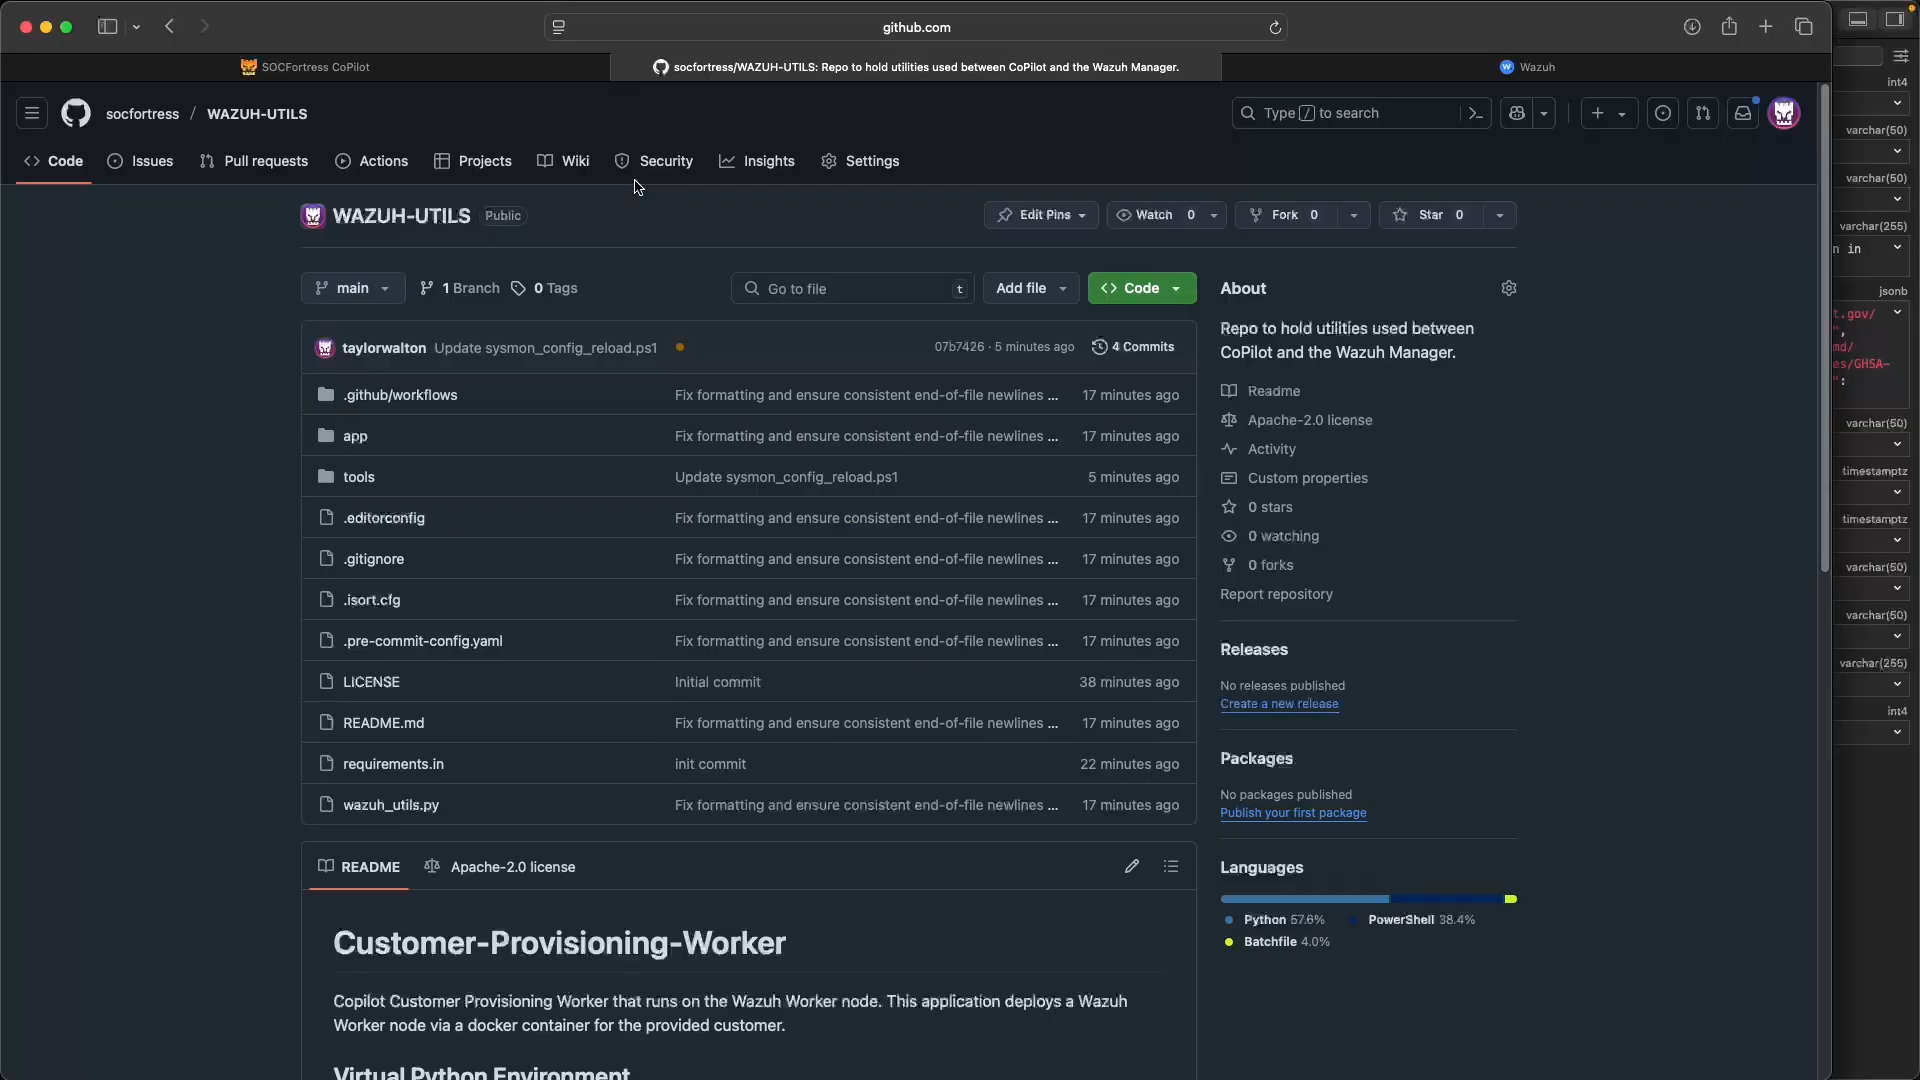 github.com
SOCFortress CoPilot
socfortress/WAZUH-UTILS: Repo to hold utilities used between CoPilot and the Wazuh Manager.
Wazuh
socfortress / WAZUH-UTILS
Type / to search
Code
Issues
Pull requests
Actions
Projects
Wiki
Security
Insights
Settings
WAZUH-UTILS Public
Edit Pins
Watch 0
Fork 0
Star 0
main
1 Branch
0 Tags
Go to file t
Add file
Code
taylorwalton Update sysmon_config_reload.ps1 07b7426 · 5 minutes ago 4 Commits
.github/workflows Fix formatting and ensure consistent end-of-file newlines ... 17 minutes ago
app Fix formatting and ensure consistent end-of-file newlines ... 17 minutes ago
tools Update sysmon_config_reload.ps1 5 minutes ago
.editorconfig Fix formatting and ensure consistent end-of-file newlines ... 17 minutes ago
.gitignore Fix formatting and ensure consistent end-of-file newlines ... 17 minutes ago
.isort.cfg Fix formatting and ensure consistent end-of-file newlines ... 17 minutes ago
.pre-commit-config.yaml Fix formatting and ensure consistent end-of-file newlines ... 17 minutes ago
LICENSE Initial commit 38 minutes ago
README.md Fix formatting and ensure consistent end-of-file newlines ... 17 minutes ago
requirements.in init commit 22 minutes ago
wazuh_utils.py Fix formatting and ensure consistent end-of-file newlines ... 17 minutes ago
README
Apache-2.0 license
Customer-Provisioning-Worker
Copilot Customer Provisioning Worker that runs on the Wazuh Worker node. This application deploys a Wazuh
Worker node via a docker container for the provided customer.
Virtual Python Environment
About
Repo to hold utilities used between
CoPilot and the Wazuh Manager.
Readme
Apache-2.0 license
Activity
Custom properties
0 stars
0 watching
0 forks
Report repository
Releases
No releases published
Create a new release
Packages
No packages published
Publish your first package
Languages
Python 57.6% PowerShell 38.4%
Batchfile 4.0%
int4
varchar(50)
varchar(50)
varchar(255)
n in
jsonb
t.gov/
",
md/
es/GHSA-
":
varchar(50)
timestamptz
timestamptz
varchar(50)
varchar(50)
varchar(255)
int4